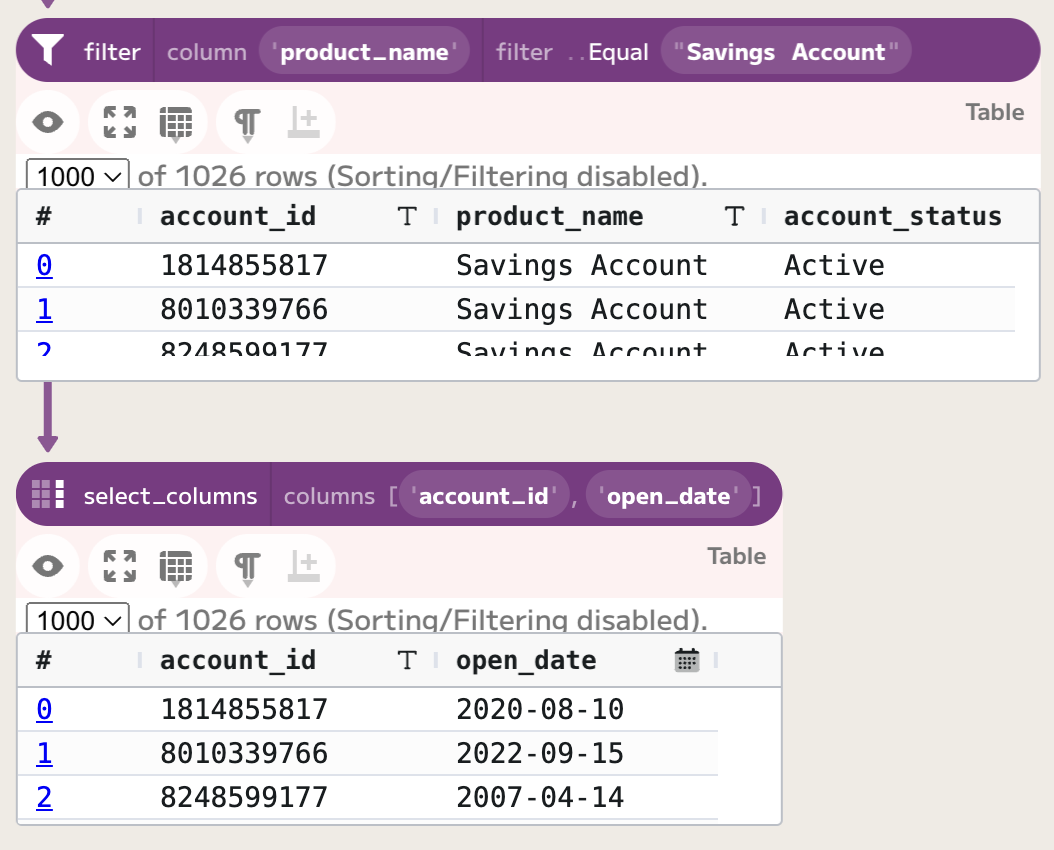 filter column 'product_name' filter ..Equal "Savings Account"
Table
1000 of 1026 rows (Sorting/Filtering disabled).
# account_id T product_name T account_status
0 1814855817 Savings Account Active
1 8010339766 Savings Account Active
2 8248599177 Savings Account Active
select_columns columns ['account_id', 'open_date']
Table
1000 of 1026 rows (Sorting/Filtering disabled).
# account_id T open_date
0 1814855817 2020-08-10
1 8010339766 2022-09-15
2 8248599177 2007-04-14